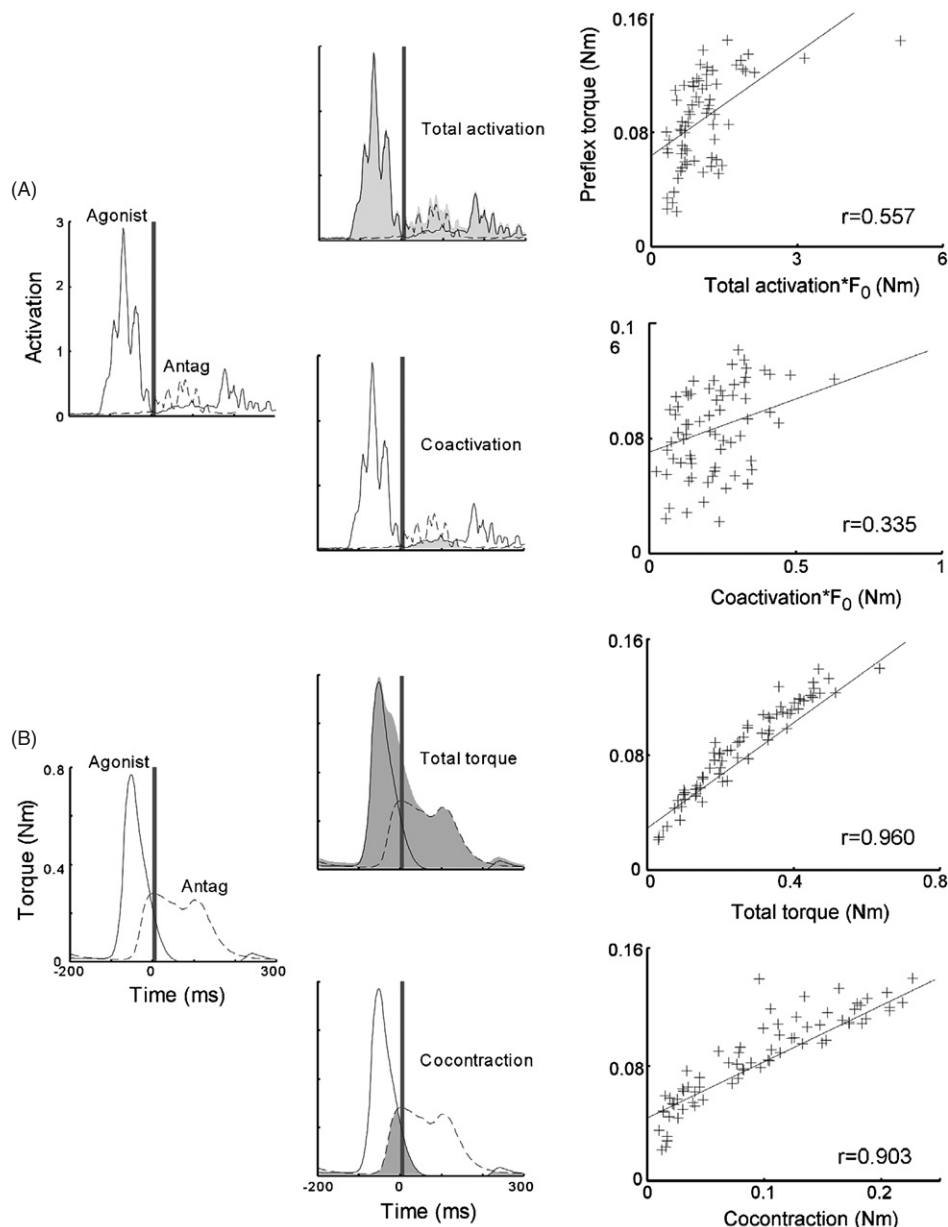 (A)
Activation
3
2
1
0
Agonist
Antag
Total activation
Coactivation
Preflex torque (Nm)
0.16
0.08
0
r=0.557
0
3
6
Total activation*F0 (Nm)
0.1
6
0.08
0
r=0.335
0.5
1
Coactivation*F0 (Nm)
(B)
Torque (Nm)
0.8
0.4
0
Agonist
Antag
-200
0
300
Time (ms)
Total torque
Cocontraction
-200
0
300
Time (ms)
0.16
0.08
0
r=0.960
0
0.4
0.8
Total torque (Nm)
0.16
0.08
0
r=0.903
0
0.1
0.2
Cocontraction (Nm)